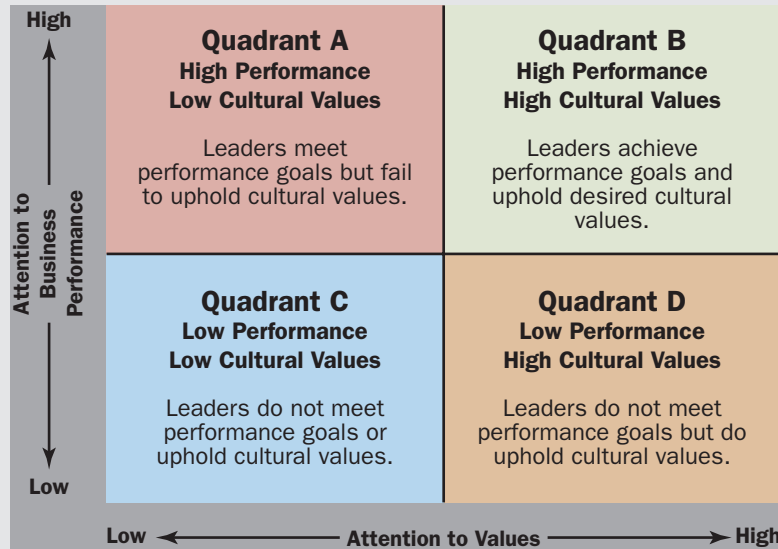 High
Attention to
Business
Performance
Low
Quadrant A
High Performance
Low Cultural Values
Leaders meet
performance goals but fail
to uphold cultural values.
Quadrant B
High Performance
High Cultural Values
Leaders achieve
performance goals and
uphold desired cultural
values.
Quadrant C
Low Performance
Low Cultural Values
Leaders do not meet
performance goals or
uphold cultural values.
Quadrant D
Low Performance
High Cultural Values
Leaders do not meet
performance goals but do
uphold cultural values.
Low
Attention to Values
High